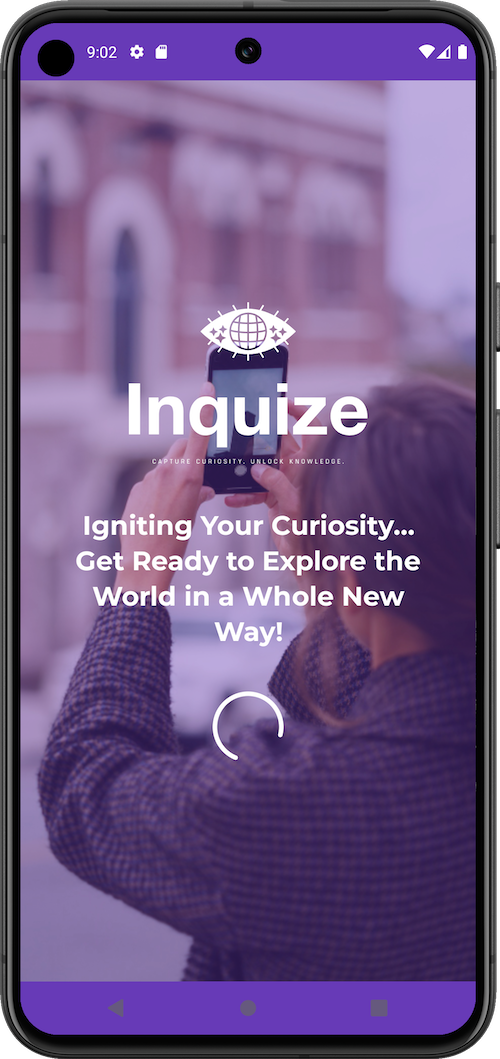 9:02
Inquize
CAPTURE CURIOSITY. UNLOCK KNOWLEDGE.
Igniting Your Curiosity...
Get Ready to Explore the
World in a Whole New
Way!